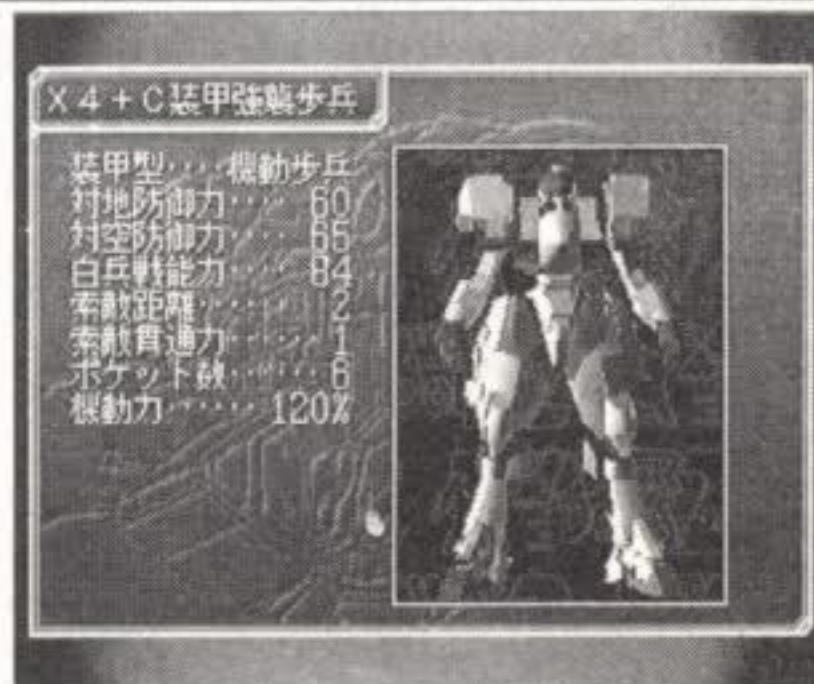 X4+C装甲強襲歩兵
装甲型････機動歩兵
対地防御力････ 60
対空防御力････ 65
白兵戦能力････ 84
索敵距離･･････ 2
索敵貫通力･････ 1
ポケット数･･････ 6
機動力･････ 120%